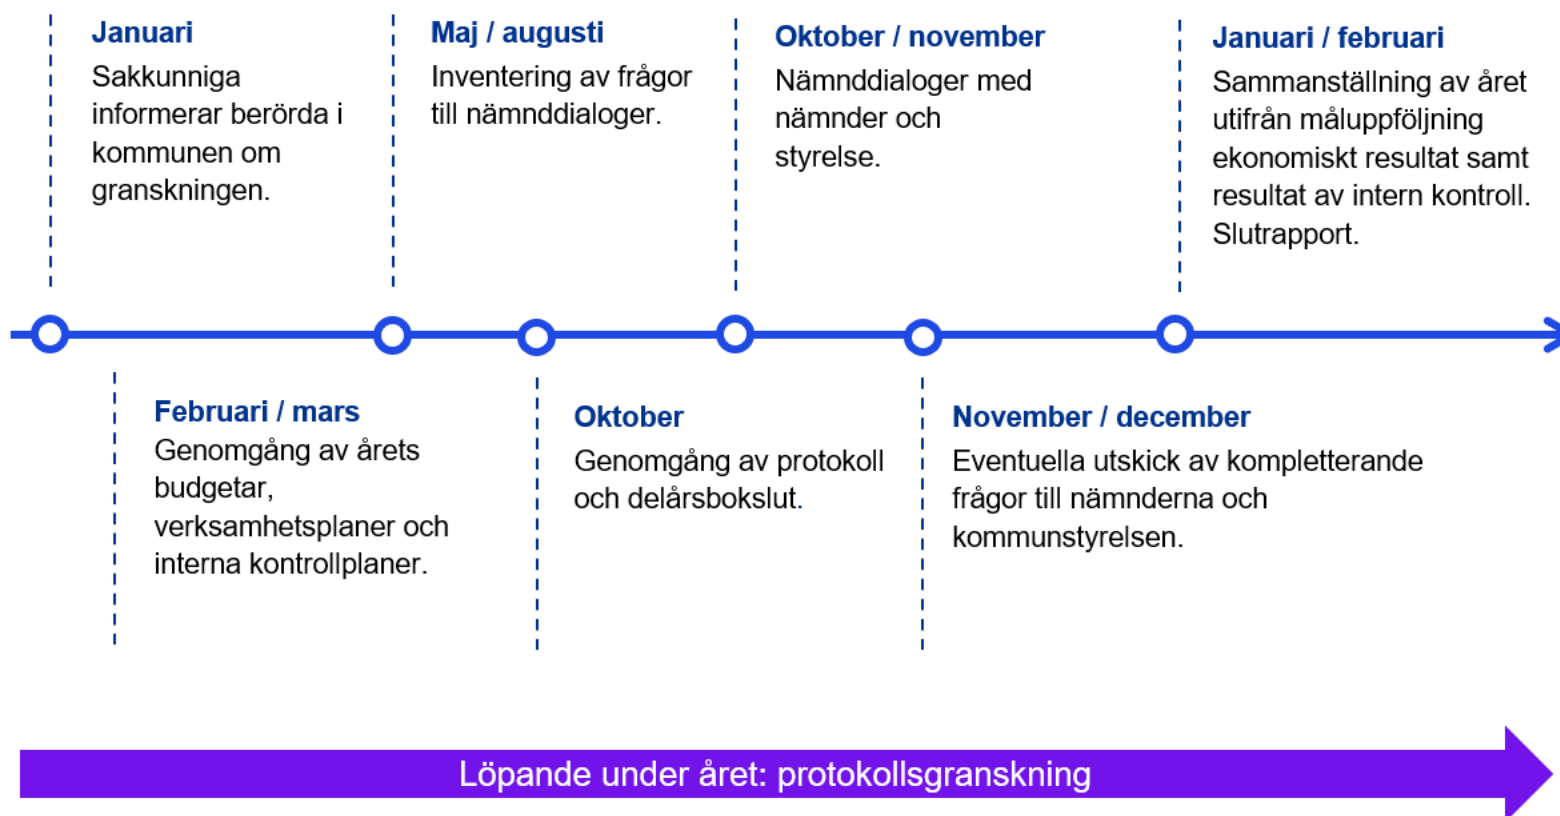 Januari
Sakkunniga
informerar berörda i
kommunen om
granskningen.
Maj / augusti
Inventering av frågor
till nämnddialoger.
Oktober / november
Nämnddialoger med
nämnder och
styrelse.
Januari / februari
Sammanställning av året
utifrån måluppföljning
ekonomiskt resultat samt
resultat av intern kontroll.
Slutrapport.
Februari / mars
Genomgång av årets
budgetar,
verksamhetsplaner och
interna kontrollplaner.
Oktober
Genomgång av protokoll
och delårsbokslut.
November / december
Eventuella utskick av kompletterande
frågor till nämnderna och
kommunstyrelsen.
Löpande under året: protokollsgranskning